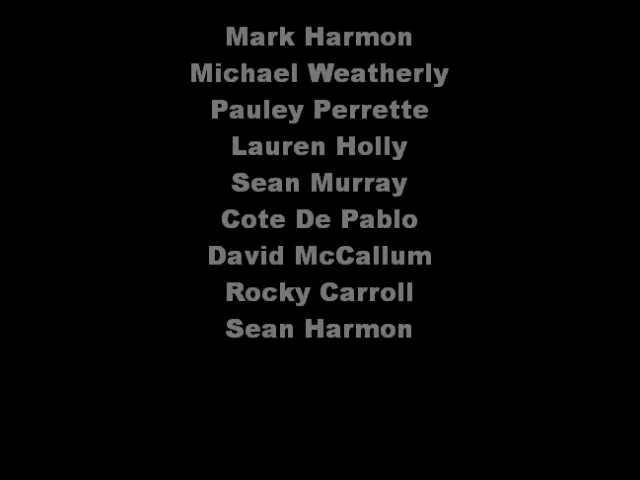 Mark Harmon
Michael Weatherly
Pauley Perrette
Lauren Holly
Sean Murray
Cote De Pablo
David McCallum
Rocky Carroll
Sean Harmon